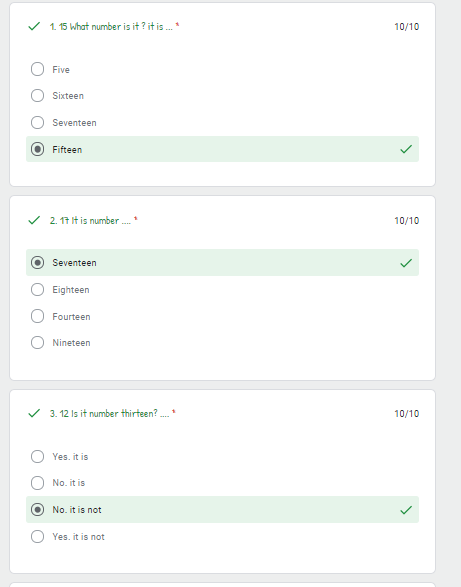 1. 15 What number is it ? it is ... *
10/10
Five
Sixteen
Seventeen
Fifteen
2. 17 It is number .... *
10/10
Seventeen
Eighteen
Fourteen
Nineteen
3. 12 Is it number thirteen? .... *
10/10
Yes. it is
No. it is
No. it is not
Yes. it is not